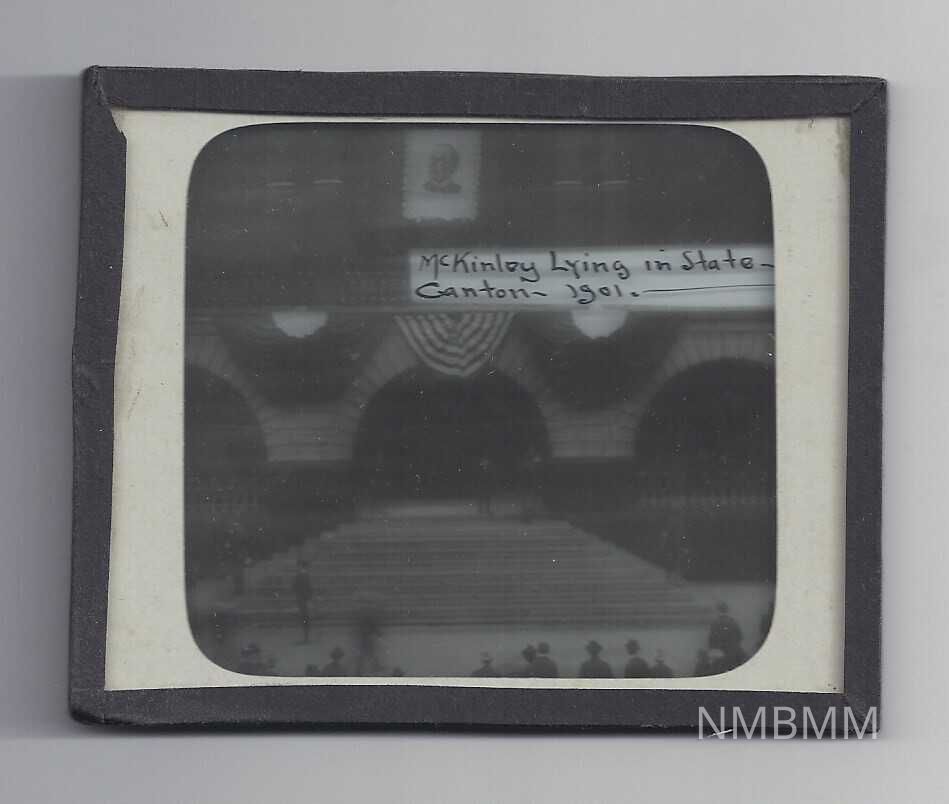 McKinley Lying in State-
Canton- 1901.
NMBMM